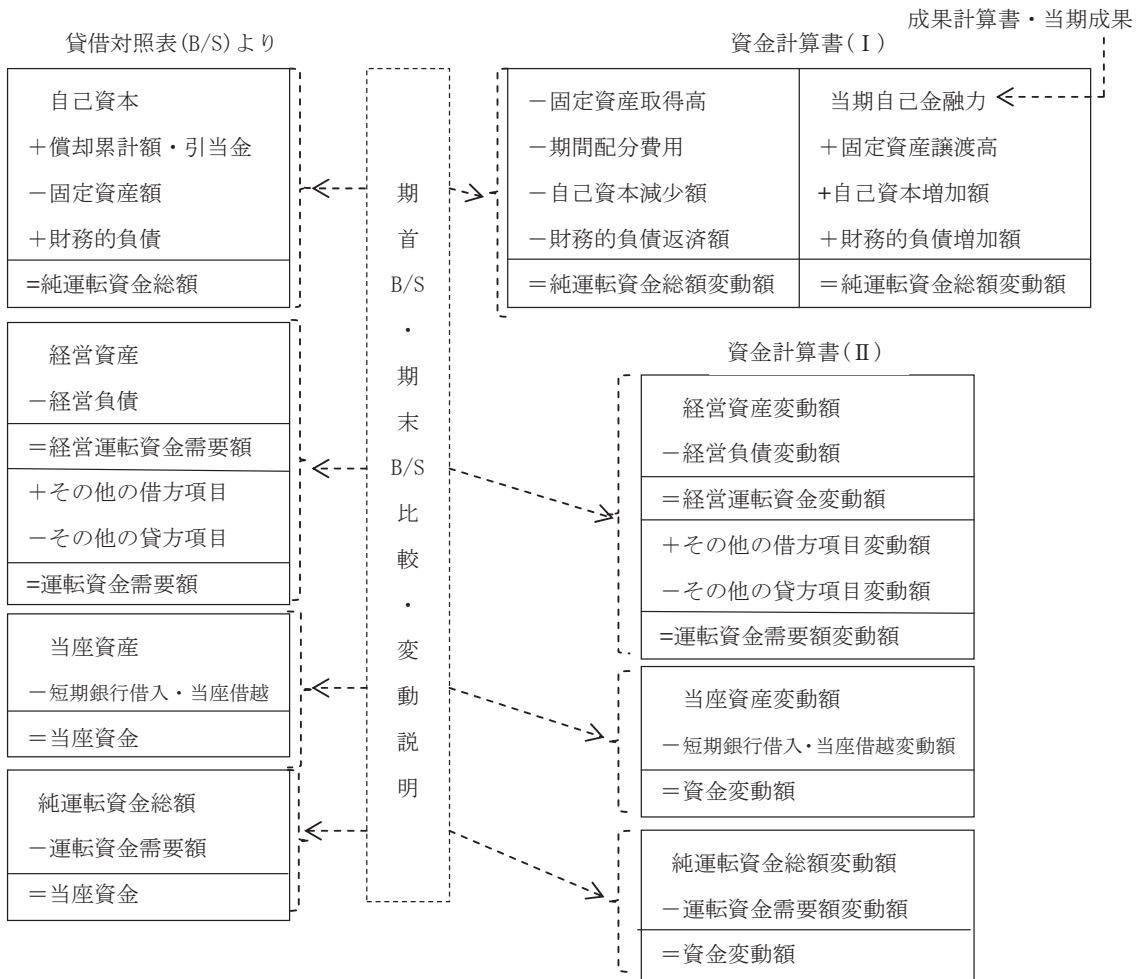 成果計算書・当期成果
貸借対照表(B/S)より
資金計算書(Ⅰ)
自己資本
＋償却累計額・引当金
－固定資産額
＋財務的負債
=純運転資金総額
経営資産
－経営負債
＝経営運転資金需要額
＋その他の借方項目
－その他の貸方項目
=運転資金需要額
当座資産
－短期銀行借入・当座借越
＝当座資金
純運転資金総額
－運転資金需要額
＝当座資金
期
首
B/S
・
期
末
B/S
比
較
・
変
動
説
明
－固定資産取得高
－期間配分費用
－自己資本減少額
－財務的負債返済額
＝純運転資金総額変動額
当期自己金融力
＋固定資産譲渡高
+自己資本増加額
＋財務的負債増加額
＝純運転資金総額変動額
資金計算書(Ⅱ)
経営資産変動額
－経営負債変動額
＝経営運転資金変動額
＋その他の借方項目変動額
－その他の貸方項目変動額
=運転資金需要額変動額
当座資産変動額
－短期銀行借入・当座借越変動額
＝資金変動額
純運転資金総額変動額
－運転資金需要額変動額
＝資金変動額